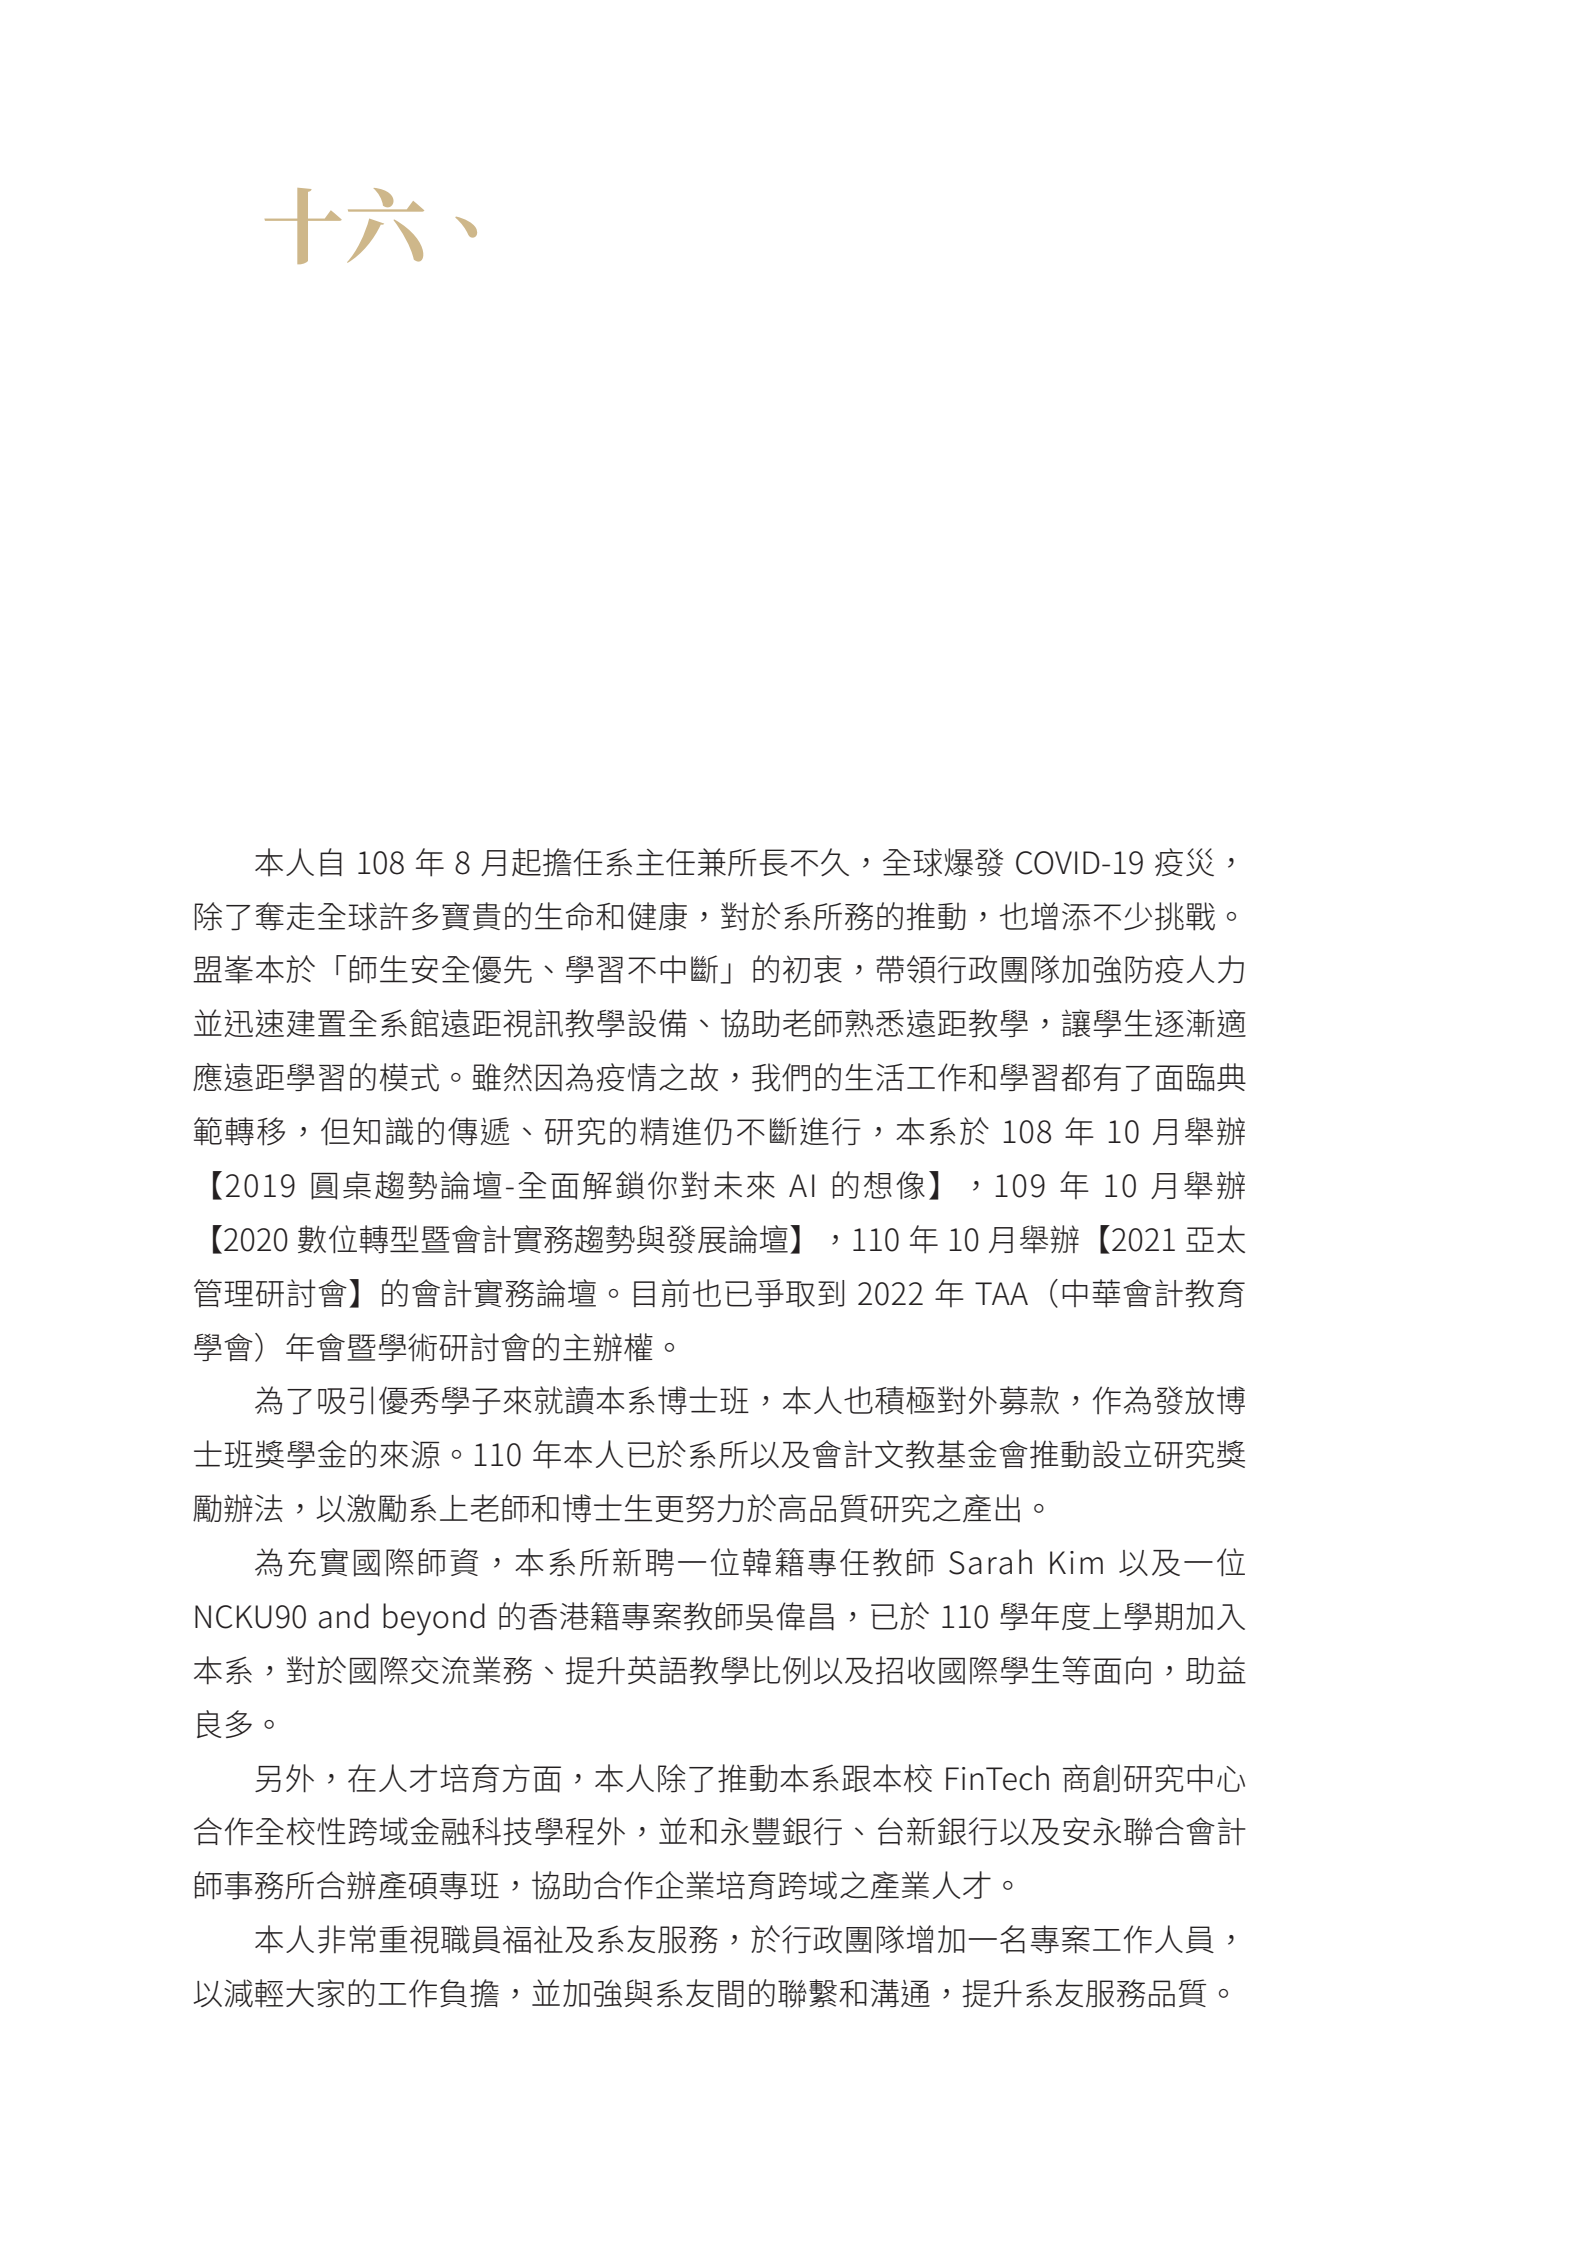 十六、
本人自 108 年 8 月起擔任系主任兼所長不久，全球爆發 COVID-19 疫災，
除了奪走全球許多寶貴的生命和健康，對於系所務的推動，也增添不少挑戰。
盟峯本於「師生安全優先、學習不中斷」的初衷，帶領行政團隊加強防疫人力
並迅速建置全系館遠距視訊教學設備、協助老師熟悉遠距教學，讓學生逐漸適
應遠距學習的模式。雖然因為疫情之故，我們的生活工作和學習都有了面臨典
範轉移，但知識的傳遞、研究的精進仍不斷進行，本系於 108 年 10 月舉辦
【2019 圓桌趨勢論壇-全面解鎖你對未來 AI 的想像】，109 年 10 月舉辦
【2020 數位轉型暨會計實務趨勢與發展論壇】，110 年 10 月舉辦【2021 亞太
管理研討會】的會計實務論壇。目前也已爭取到 2022 年 TAA（中華會計教育
學會）年會暨學術研討會的主辦權。
為了吸引優秀學子來就讀本系博士班，本人也積極對外募款，作為發放博
士班獎學金的來源。110 年本人已於系所以及會計文教基金會推動設立研究獎
勵辦法，以激勵系上老師和博士生更努力於高品質研究之產出。
為充實國際師資，本系所新聘一位韓籍專任教師 Sarah Kim 以及一位
NCKU90 and beyond 的香港籍專案教師吳偉昌，已於 110 學年度上學期加入
本系，對於國際交流業務、提升英語教學比例以及招收國際學生等面向，助益
良多。
另外，在人才培育方面，本人除了推動本系跟本校 FinTech 商創研究中心
合作全校性跨域金融科技學程外，並和永豐銀行、台新銀行以及安永聯合會計
師事務所合辦產碩專班，協助合作企業培育跨域之產業人才。
本人非常重視職員福祉及系友服務，於行政團隊增加一名專案工作人員，
以減輕大家的工作負擔，並加強與系友間的聯繫和溝通，提升系友服務品質。